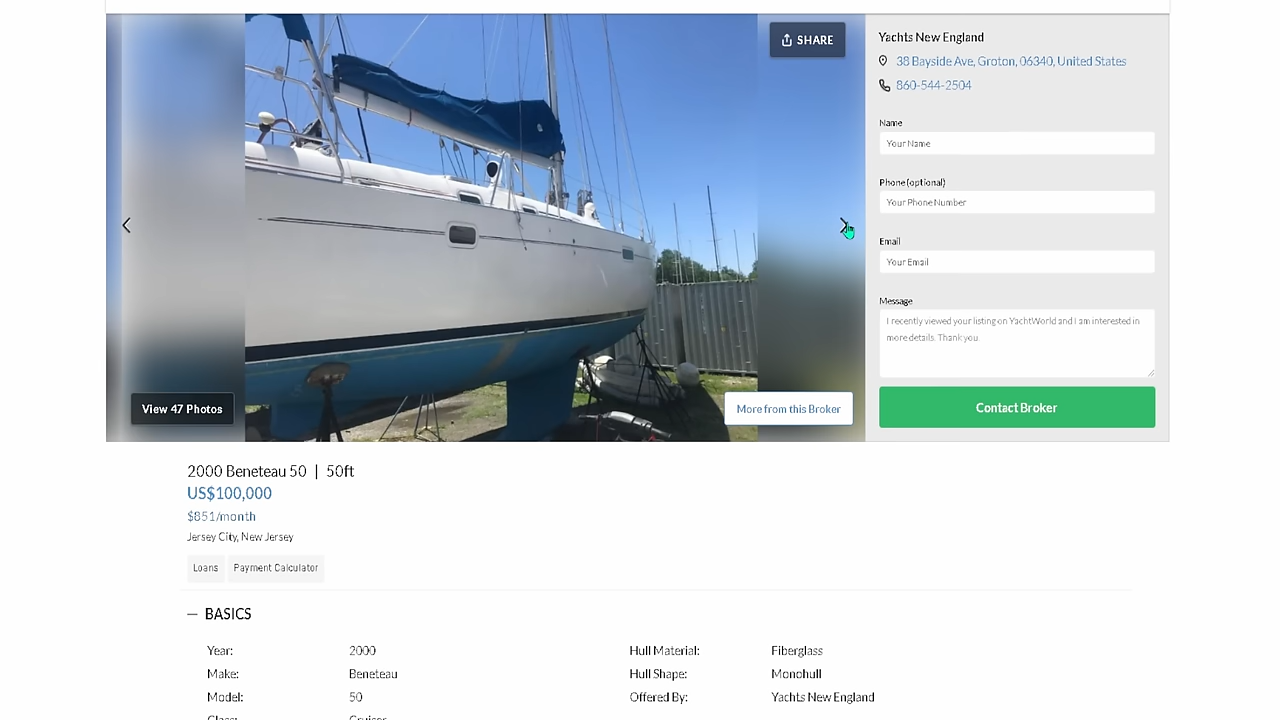 SHARE
View 47 Photos
More from this Broker
Yachts New England
38 Bayside Ave, Groton, 06340, United States
860-544-2504
Name
Your Name
Phone (optional)
Your Phone Number
Email
Your Email
Message
I recently viewed your listing on YachtWorld and I am interested in
more details. Thank you.
Contact Broker
2000 Beneteau 50 | 50ft
US$100,000
$851/month
Jersey City, New Jersey
Loans Payment Calculator
— BASICS
Year: 2000 Hull Material: Fiberglass
Make: Beneteau Hull Shape: Monohull
Model: 50 Offered By: Yachts New England
Class: Cruiser